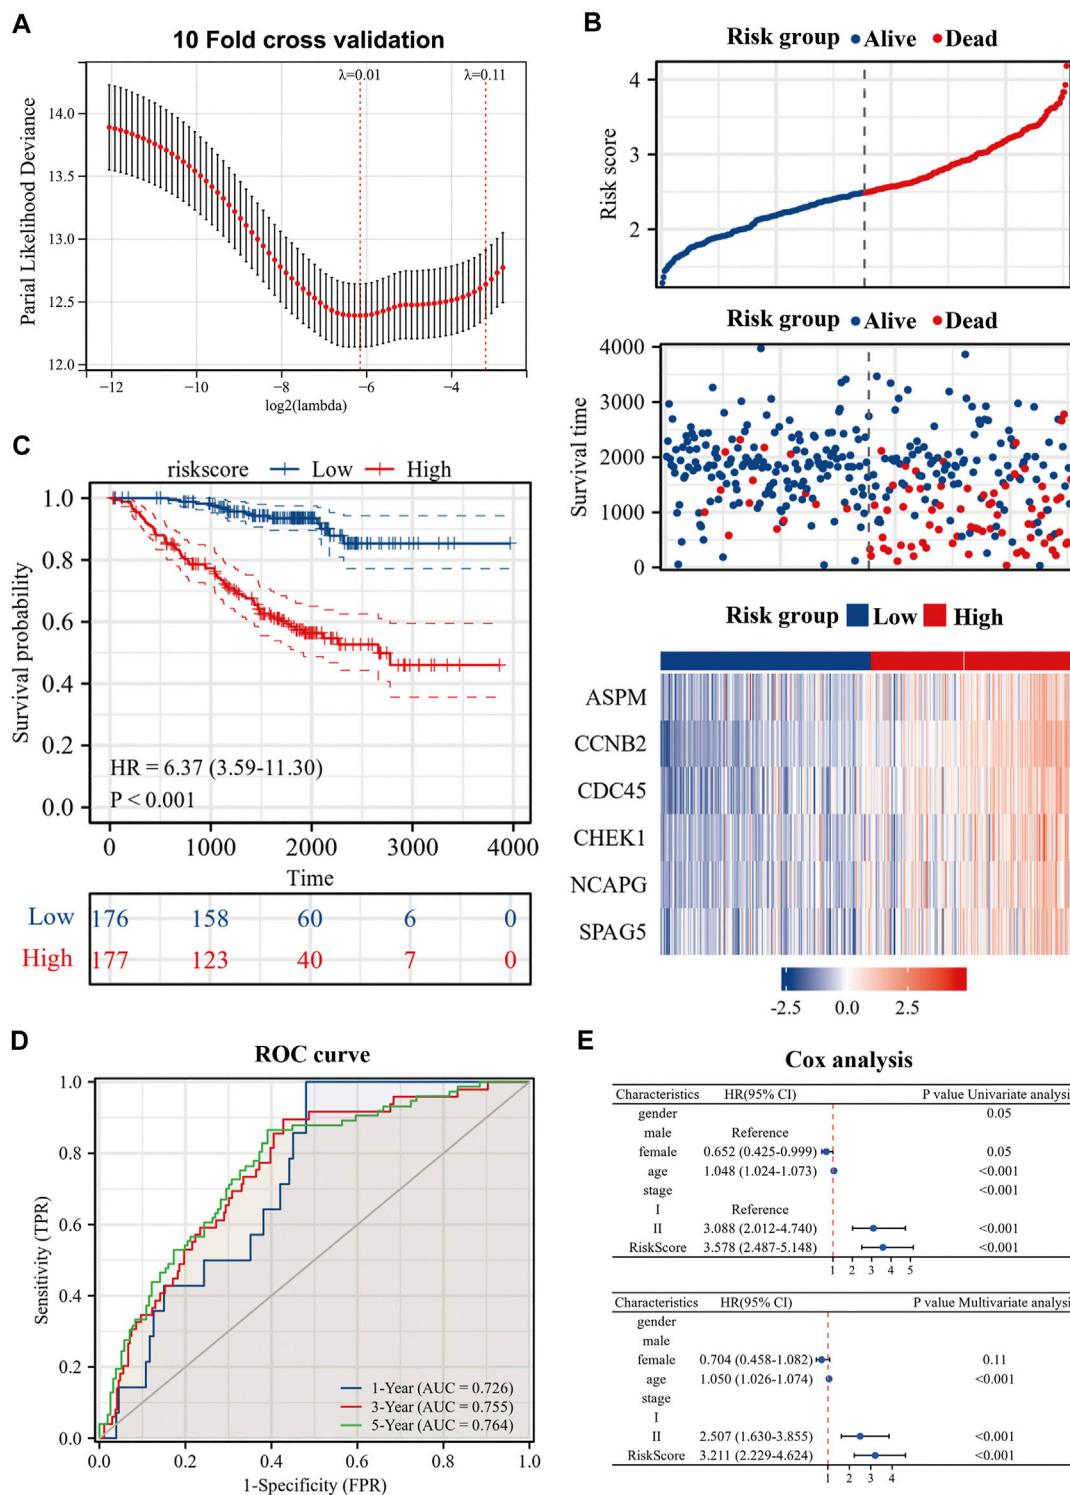 A
10 Fold cross validation
λ=0.01
λ=0.11
Parial Likelihood Deviance
14.0
13.5
13.0
12.5
12.0
−12
−10
−8
−6
−4
log2(lambda)
B
Risk group Alive Dead
Risk score
4
3
2
Risk group Alive Dead
Survival time
4000
3000
2000
1000
0
Risk group Low High
ASPM
CCNB2
CDC45
CHEK1
NCAPG
SPAG5
-2.5 0.0 2.5
C
riskscore Low High
Survival probability
1.0
0.8
0.6
0.4
0.2
0.0
HR = 6.37 (3.59-11.30)
P < 0.001
0 1000 2000 3000 4000
Time
Low 176 158 60 6 0
High 177 123 40 7 0
D
ROC curve
Sensitivity (TPR)
1.0
0.8
0.6
0.4
0.2
0.0
1-Year (AUC = 0.726)
3-Year (AUC = 0.755)
5-Year (AUC = 0.764)
0.0 0.2 0.4 0.6 0.8 1.0
1-Specificity (FPR)
E
Cox analysis
Characteristics HR(95% CI) P value Univariate analysis
gender 0.05
male Reference
female 0.652 (0.425-0.999) 0.05
age 1.048 (1.024-1.073) <0.001
stage <0.001
I Reference
II 3.088 (2.012-4.740) <0.001
RiskScore 3.578 (2.487-5.148) <0.001
1 2 3 4 5
Characteristics HR(95% CI) P value Multivariate analysis
gender
male
female 0.704 (0.458-1.082) 0.11
age 1.050 (1.026-1.074) <0.001
stage
I
II 2.507 (1.630-3.855) <0.001
RiskScore 3.211 (2.229-4.624) <0.001
1 2 3 4